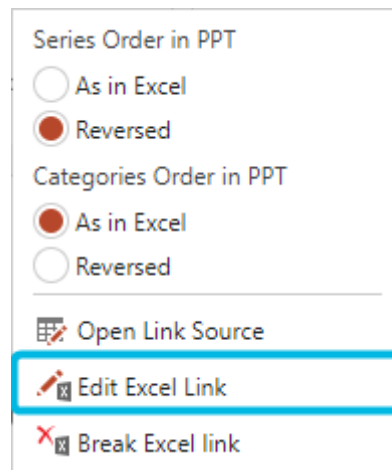 Series Order in PPT
As in Excel
Reversed
Categories Order in PPT
As in Excel
Reversed
Open Link Source
Edit Excel Link
Break Excel link